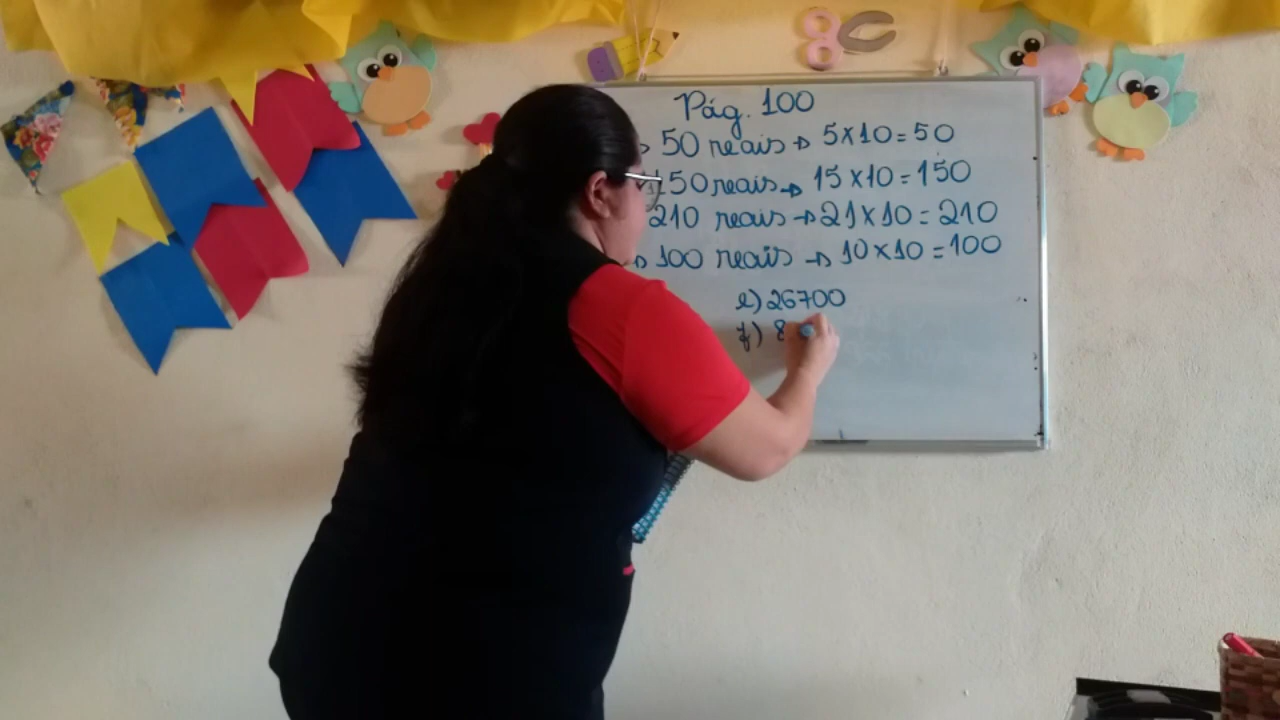 Pág. 100
50 reais → 5x10=50
150 reais → 15x10=150
210 reais → 21x10=210
100 reais → 10x10=100
e) 26700
f) 8